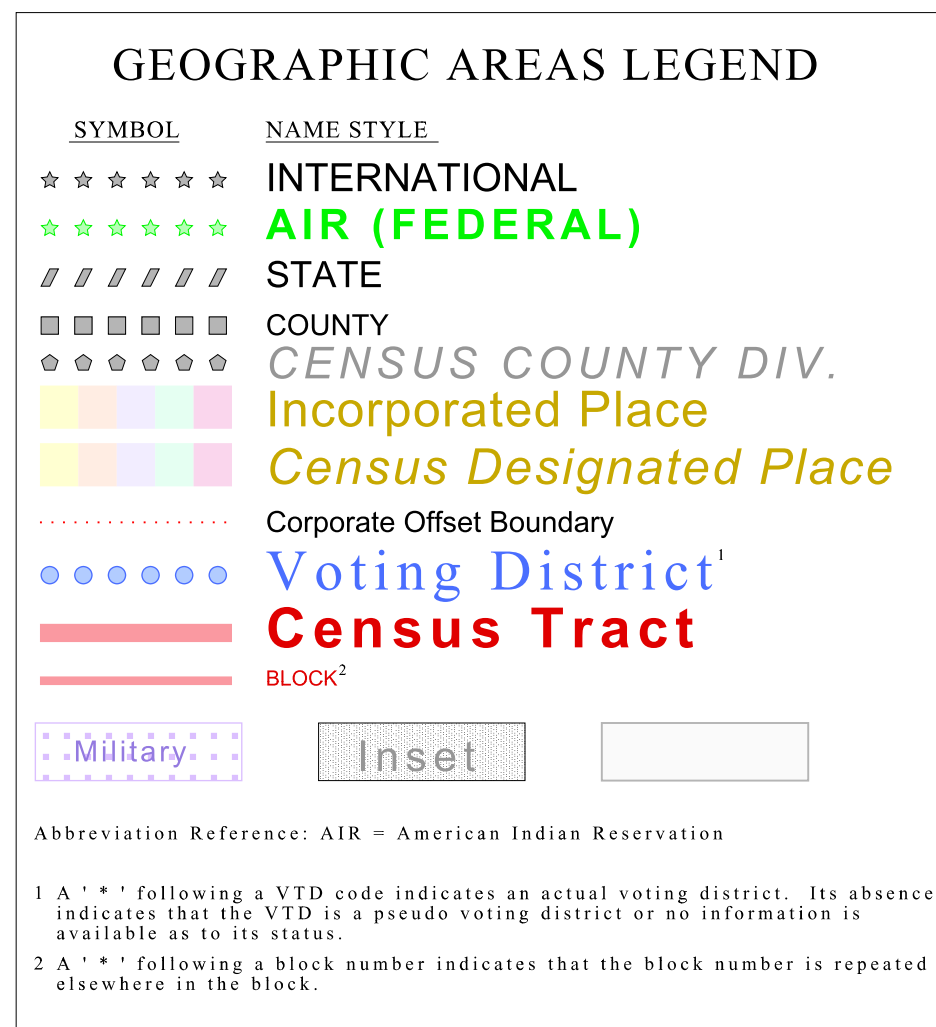 GEOGRAPHIC AREAS LEGEND
SYMBOL NAME STYLE
INTERNATIONAL
AIR (FEDERAL)
STATE
COUNTY
CENSUS COUNTY DIV.
Incorporated Place
Census Designated Place
Corporate Offset Boundary
Voting District¹
Census Tract
BLOCK²
Military Inset
Abbreviation Reference: AIR = American Indian Reservation
1 A ' * ' following a VTD code indicates an actual voting district. Its absence
indicates that the VTD is a pseudo voting district or no information is
available as to its status.
2 A ' * ' following a block number indicates that the block number is repeated
elsewhere in the block.